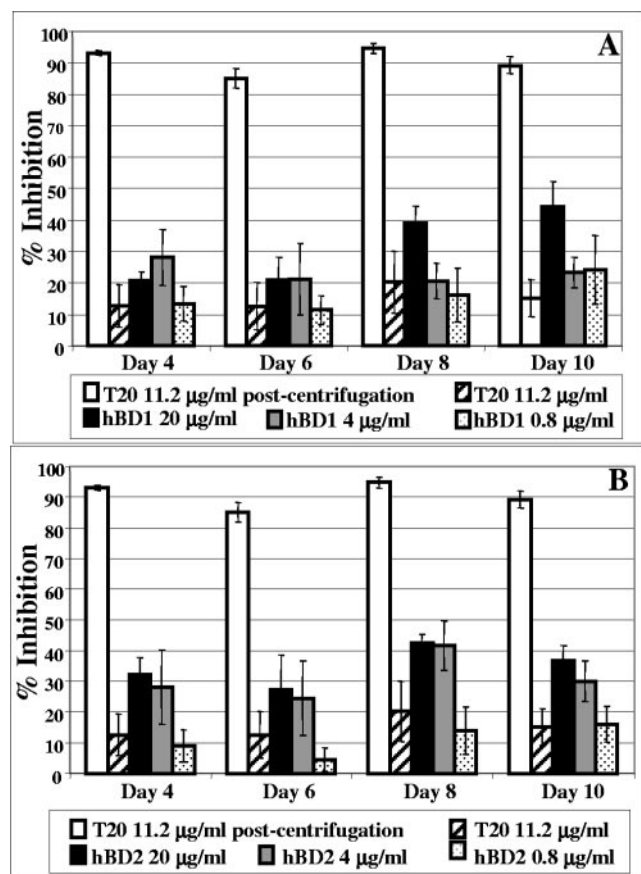 A
100
90
80
70
60
50
40
30
20
10
0
% Inhibition
Day 4 Day 6 Day 8 Day 10
T20 11.2 µg/ml post-centrifugation T20 11.2 µg/ml
hBD1 20 µg/ml hBD1 4 µg/ml hBD1 0.8 µg/ml
B
100
90
80
70
60
50
40
30
20
10
0
% Inhibition
Day 4 Day 6 Day 8 Day 10
T20 11.2 µg/ml post-centrifugation T20 11.2 µg/ml
hBD2 20 µg/ml hBD2 4 µg/ml hBD2 0.8 µg/ml